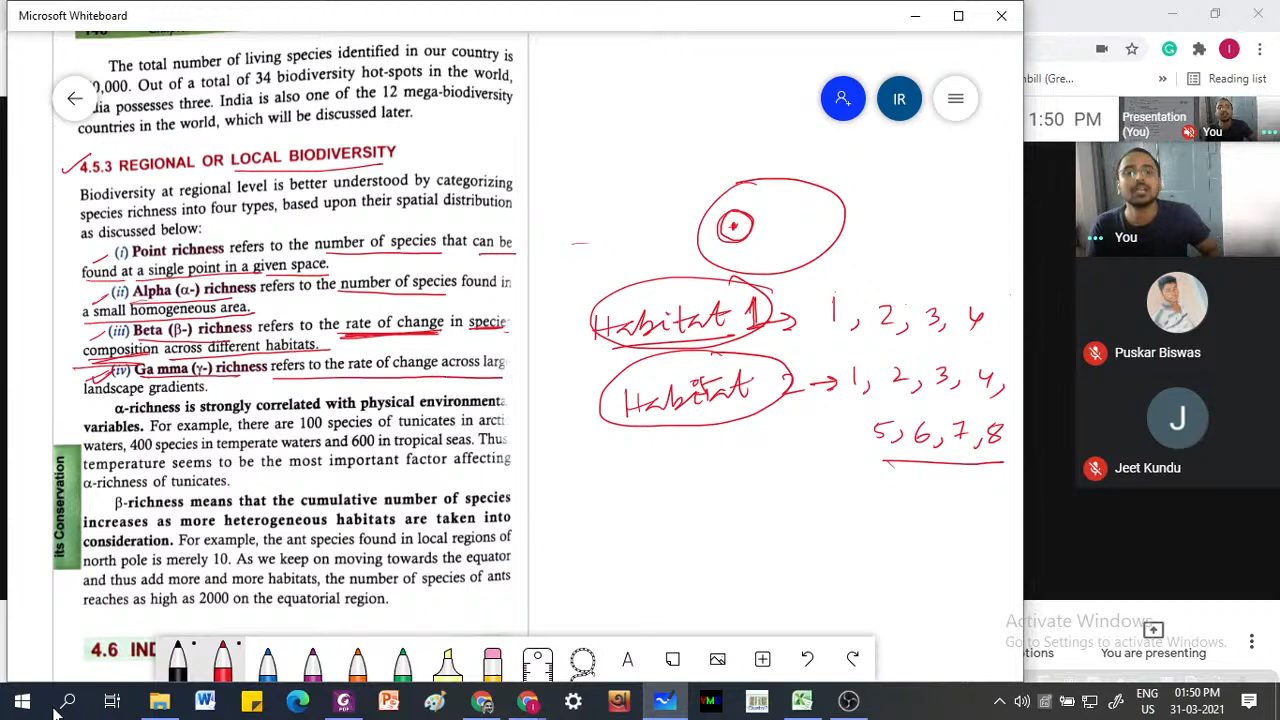 Microsoft Whiteboard
The total number of living species identified in our country is
0,000. Out of a total of 34 biodiversity hot-spots in the world,
dia possesses three. India is also one of the 12 mega-biodiversity
countries in the world, which will be discussed later.
4.5.3 REGIONAL OR LOCAL BIODIVERSITY
Biodiversity at regional level is better understood by categorizing
species richness into four types, based upon their spatial distribution
as discussed below:
(i) Point richness refers to the number of species that can be
found at a single point in a given space.
(ii) Alpha (α-) richness refers to the number of species found in
a small homogeneous area.
(iii) Beta (β-) richness refers to the rate of change in specie
composition across different habitats.
(iv) Ga mma (γ-) richness refers to the rate of change across larg
landscape gradients.
α-richness is strongly correlated with physical environmenta
variables. For example, there are 100 species of tunicates in arcti
waters, 400 species in temperate waters and 600 in tropical seas. Thus
temperature seems to be the most important factor affecting
α-richness of tunicates.
β-richness means that the cumulative number of species
increases as more heterogeneous habitats are taken into
consideration. For example, the ant species found in local regions of
north pole is merely 10. As we keep on moving towards the equator
and thus add more and more habitats, the number of species of ants
reaches as high as 2000 on the equatorial region.
4.6 IND
its Conservation
IR
Habitat 1 → 1, 2, 3, 4
Habitat 2 → 1, 2, 3, 4,
5, 6, 7, 8
A
I
nbill (Gre...
»
Reading list
1:50 PM
Presentation
(You)
You
You
Puskar Biswas
J
Jeet Kundu
Activate Windows
Go to Settings to activate Windows.
ptions
You are presenting
ENG
US
01:50 PM
31-03-2021